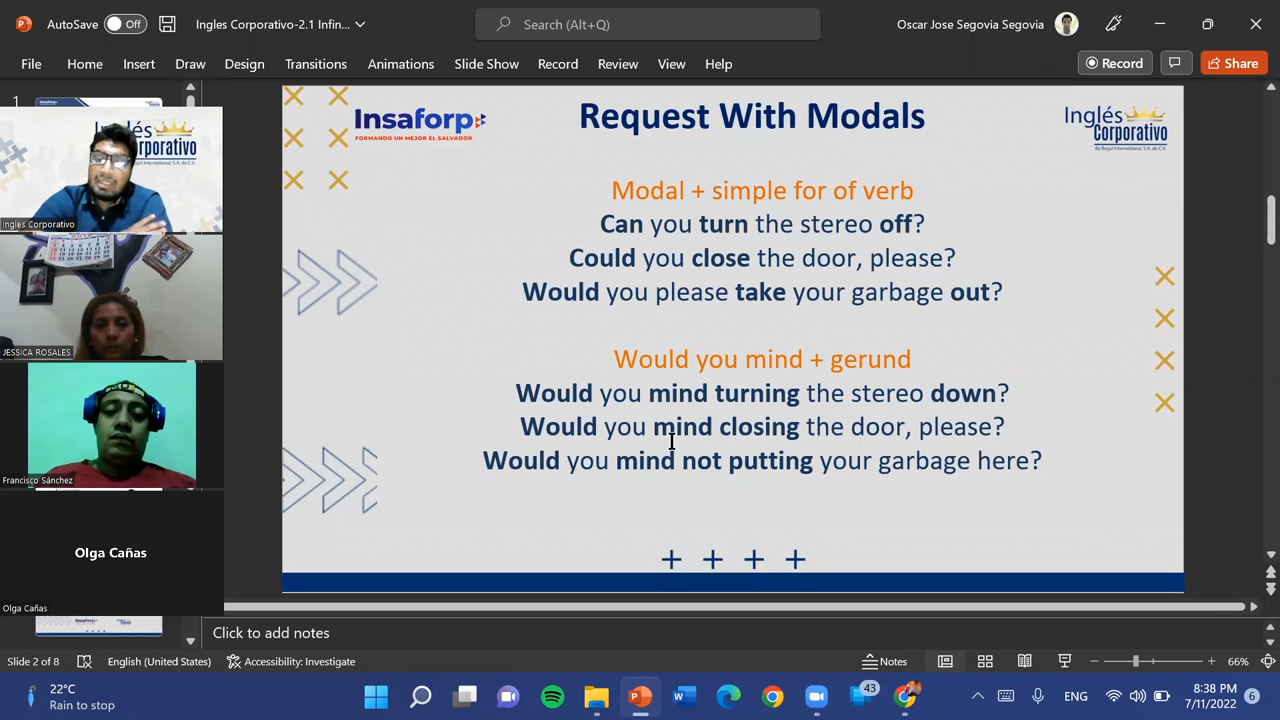 AutoSave Off
Ingles Corporativo-2.1 Infin...
Search (Alt+Q)
Oscar Jose Segovia Segovia
File Home Insert Draw Design Transitions Animations Slide Show Record Review View Help
Record
Share
1
Insaforp
FORMANDO UN MEJOR EL SALVADOR
Request With Modals
Inglés
Corporativo
By Regal International, S.A. de C.V.
Modal + simple for of verb
Can you turn the stereo off?
Could you close the door, please?
Would you please take your garbage out?
Would you mind + gerund
Would you mind turning the stereo down?
Would you mind closing the door, please?
Would you mind not putting your garbage here?
+ + + +
Ingles Corporativo
JESSICA ROSALES
Francisco Sánchez
Olga Cañas
Olga Cañas
Click to add notes
Slide 2 of 8
English (United States)
Accessibility: Investigate
Notes
66%
22°C
Rain to stop
43
ENG
8:38 PM
7/11/2022
6